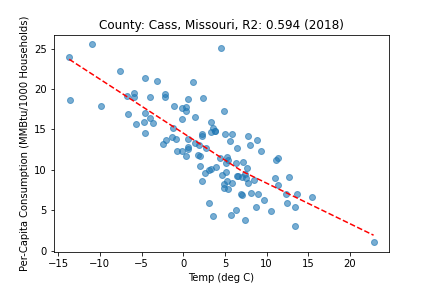 County: Cass, Missouri, R2: 0.594 (2018)
Per-Capita Consumption (MMBtu/1000 Households)
25
20
15
10
5
0
−15 −10 −5 0 5 10 15 20
Temp (deg C)